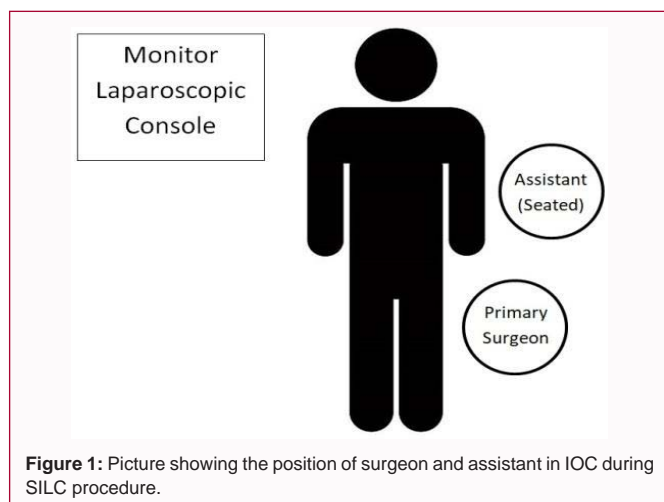 Monitor
Laparoscopic
Console
Assistant
(Seated)
Primary
Surgeon
Figure 1: Picture showing the position of surgeon and assistant in IOC during
SILC procedure.